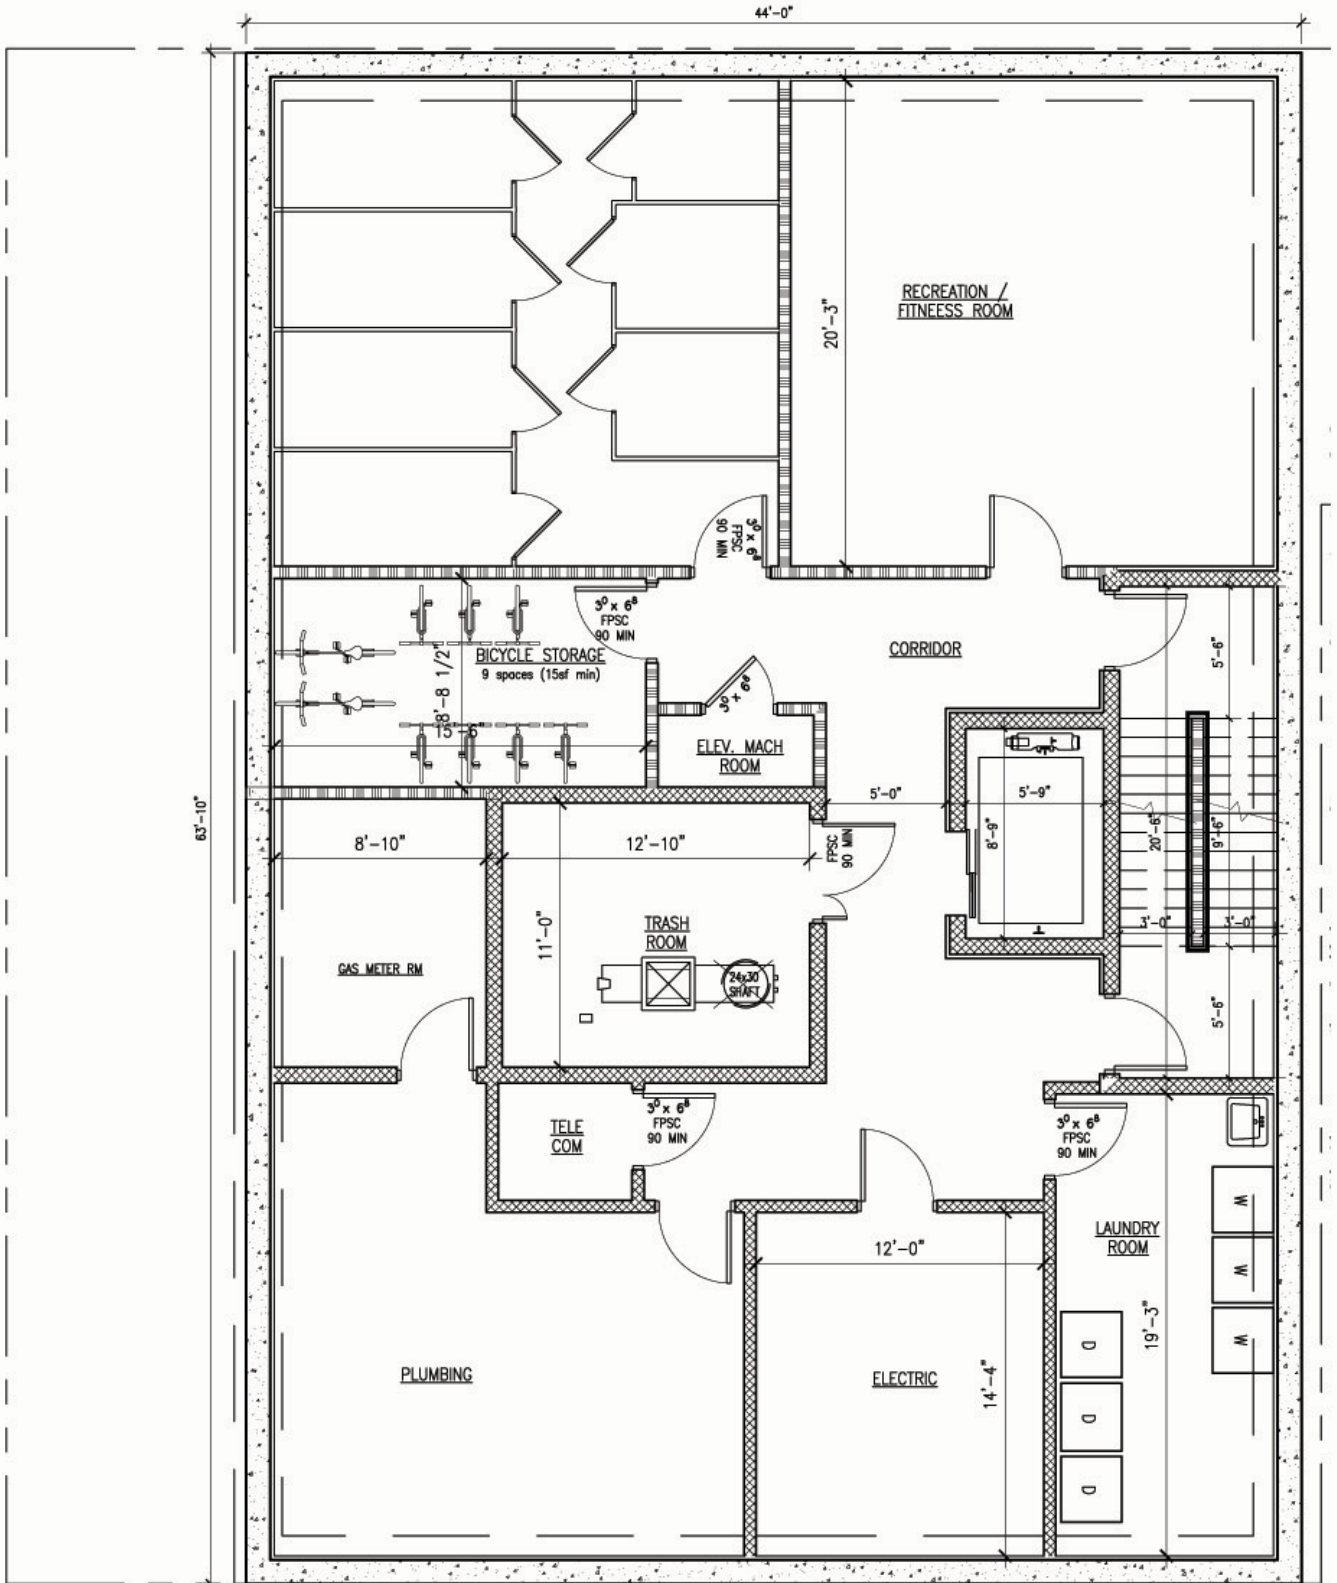 44'-0"
RECREATION /
FITNEESS ROOM
20'-3"
3⁰ x 6⁸
FPSC
90 MIN
3⁰ x 6⁸
FPSC
90 MIN
BICYCLE STORAGE
9 spaces (15sf min)
8'-8 1/2"
15'-6"
CORRIDOR
5'-6"
3⁰ x 6⁸
ELEV. MACH
ROOM
63'-10"
5'-0"
5'-9"
8'-9"
20'-6"
9'-6"
8'-10"
12'-10"
FPSC
90 MIN
11'-0"
TRASH
ROOM
3'-0"
3'-0"
GAS METER RM
24x30
SHAFT
5'-6"
TELE
COM
3⁰ x 6⁸
FPSC
90 MIN
3⁰ x 6⁸
FPSC
90 MIN
W
LAUNDRY
ROOM
12'-0"
W
19'-3"
W
D
PLUMBING
ELECTRIC
14'-4"
D
D